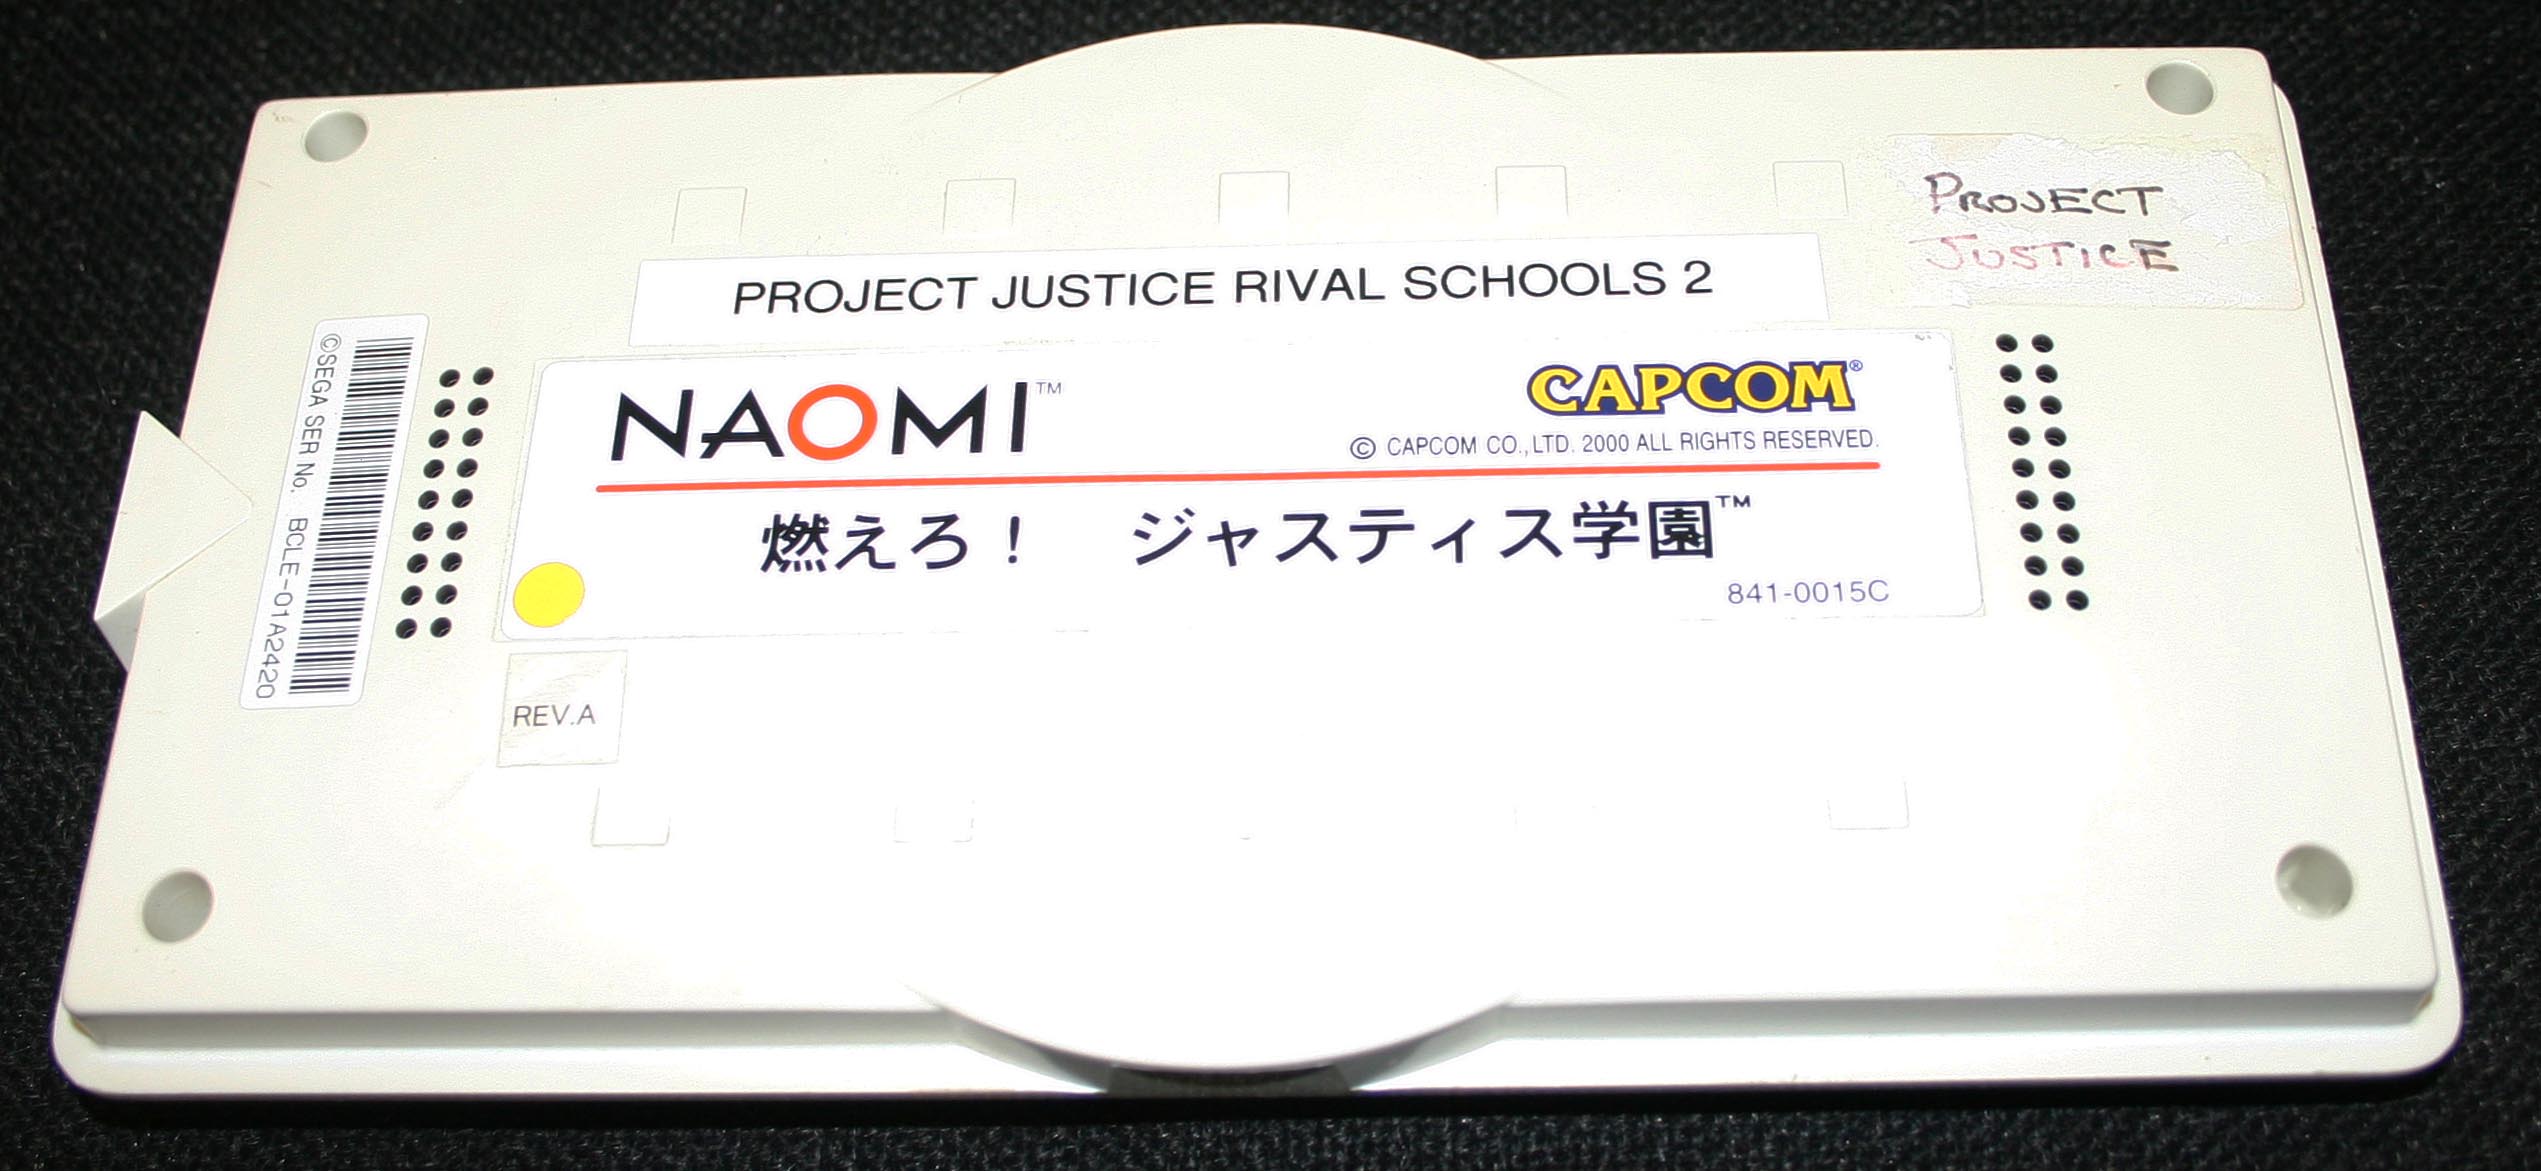 PROJECT
JUSTICE
PROJECT JUSTICE RIVAL SCHOOLS 2
NAOMI™
CAPCOM®
© CAPCOM CO., LTD. 2000 ALL RIGHTS RESERVED.
燃えろ！ ジャスティス学園™
841-0015C
REV.A
©SEGA SER No. BCLE-01A2420